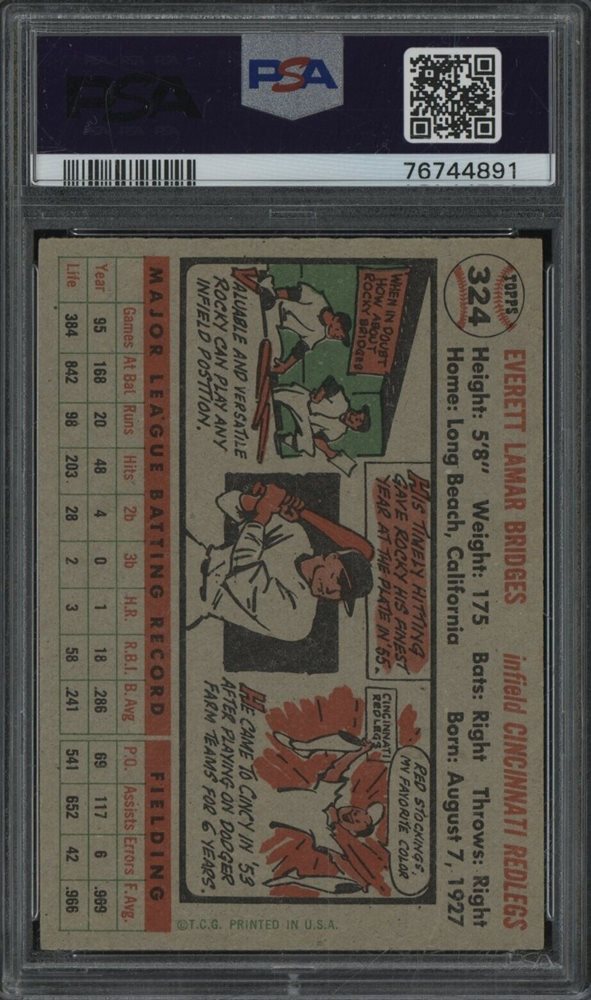 PSA
PSA
76744891
TOPPS
324
EVERETT LAMAR BRIDGES infield CINCINNATI REDLEGS
Height: 5'8" Weight: 175 Bats: Right Throws: Right
Home: Long Beach, California Born: August 7, 1927
WHEN IN DOUBT
HOW ABOUT
ROCKY BRIDGES
VALUABLE AND VERSATILE
ROCKY CAN PLAY ANY
INFIELD POSITION.
HIS TIMELY HITTING
GAVE ROCKY HIS FINEST
YEAR AT THE PLATE IN '55.
RED STOCKINGS,
MY FAVORITE COLOR
CINCINNATI
REDLEGS
HE CAME TO CINCY IN '53
AFTER PLAYING ON DODGER
FARM TEAMS FOR 6 YEARS.
MAJOR LEAGUE BATTING RECORD FIELDING
Games At Bat Runs Hits 2b 3b H.R R.B.I. B.Avg P.O. Assists Errors F. Avg.
Year 95 168 20 48 4 0 1 18 .286 69 117 6 .969
Life 384 842 98 203 28 2 3 58 .241 541 652 42 .966
©T.C.G. PRINTED IN U.S.A.